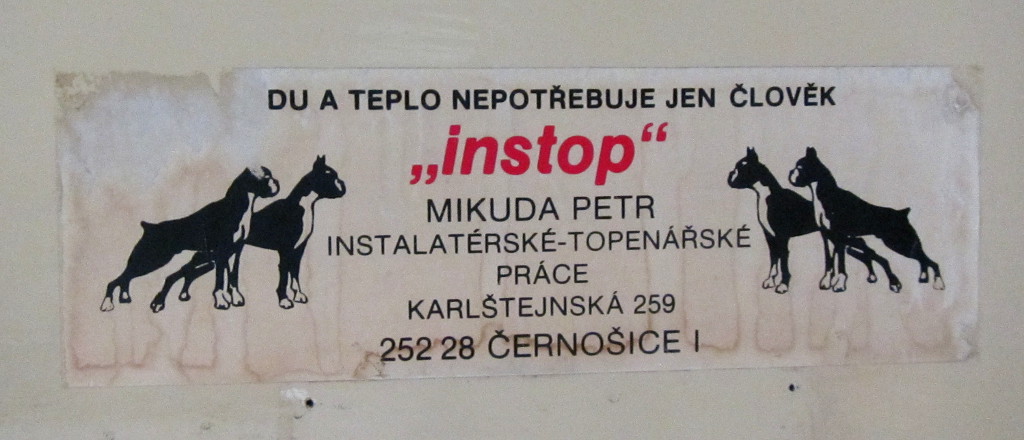 DU A TEPLO NEPOTŘEBUJE JEN ČLOVĚK
„instop“
MIKUDA PETR
INSTALATÉRSKÉ-TOPENÁŘSKÉ
PRÁCE
KARLŠTEJNSKÁ 259
252 28 ČERNOŠICE I